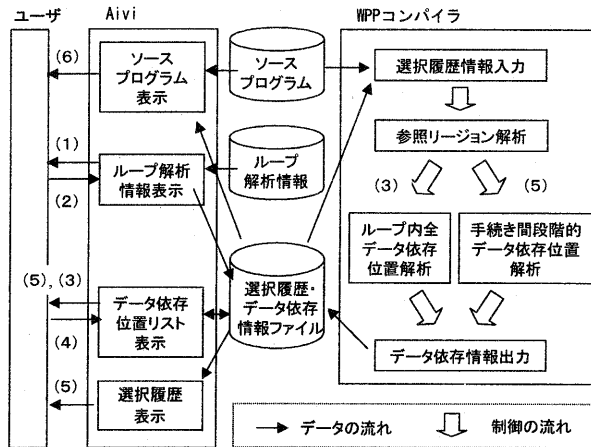 ユーザ
Aivi
WPPコンパイラ
(6)
ソース
プログラム
表示
ソース
プログラム
選択履歴情報入力
参照リージョン解析
(1)
(2)
ループ解析
情報表示
ループ
解析情報
(3)
(5)
ループ内全
データ依存
位置解析
手続き間段階的
データ依存位置
解析
(5), (3)
(4)
データ依存
位置リスト
表示
選択履歴・
データ依存
情報ファイル
データ依存情報出力
(5)
選択履歴
表示
データの流れ
制御の流れ